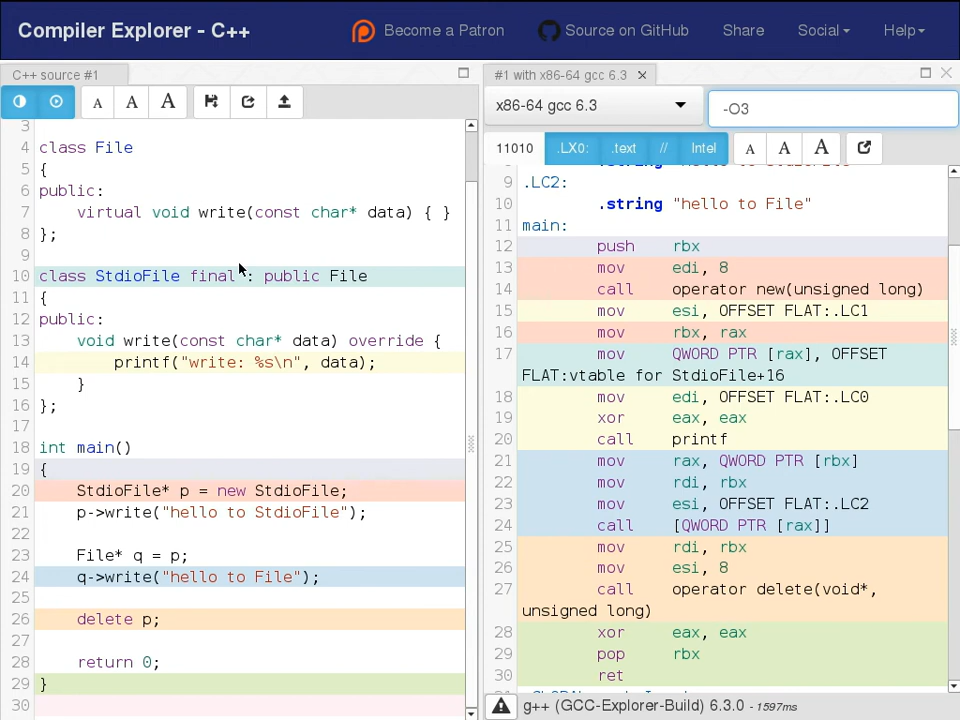 Compiler Explorer - C++ Become a Patron Source on GitHub Share Social Help
C++ source #1
A A A
3
4 class File
5 {
6 public:
7 virtual void write(const char* data) { }
8 };
9
10 class StdioFile final : public File
11 {
12 public:
13 void write(const char* data) override {
14 printf("write: %s\n", data);
15 }
16 };
17
18 int main()
19 {
20 StdioFile* p = new StdioFile;
21 p->write("hello to StdioFile");
22
23 File* q = p;
24 q->write("hello to File");
25
26 delete p;
27
28 return 0;
29 }
30
#1 with x86-64 gcc 6.3
x86-64 gcc 6.3 -O3
11010 .LX0: .text // Intel A A A
9 .LC2:
10 .string "hello to File"
11 main:
12 push rbx
13 mov edi, 8
14 call operator new(unsigned long)
15 mov esi, OFFSET FLAT:.LC1
16 mov rbx, rax
17 mov QWORD PTR [rax], OFFSET
FLAT:vtable for StdioFile+16
18 mov edi, OFFSET FLAT:.LC0
19 xor eax, eax
20 call printf
21 mov rax, QWORD PTR [rbx]
22 mov rdi, rbx
23 mov esi, OFFSET FLAT:.LC2
24 call [QWORD PTR [rax]]
25 mov rdi, rbx
26 mov esi, 8
27 call operator delete(void*,
unsigned long)
28 xor eax, eax
29 pop rbx
30 ret
g++ (GCC-Explorer-Build) 6.3.0 - 1597ms